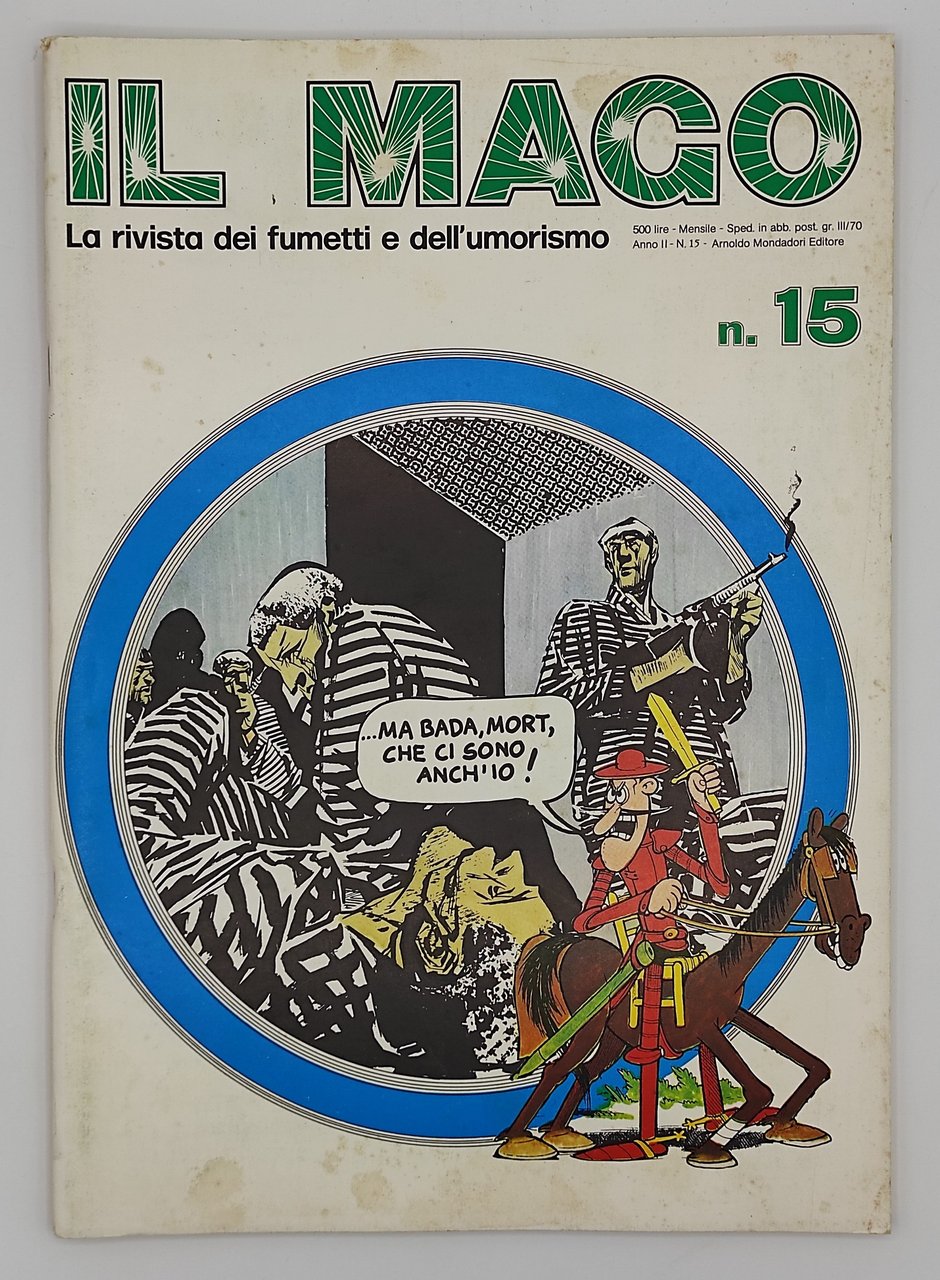 IL MAGO
La rivista dei fumetti e dell'umorismo
500 lire - Mensile - Sped. in abb. post. gr. III/70
Anno II - N. 15 - Arnoldo Mondadori Editore
n. 15
...MA BADA, MORT,
CHE CI SONO
ANCH'IO!